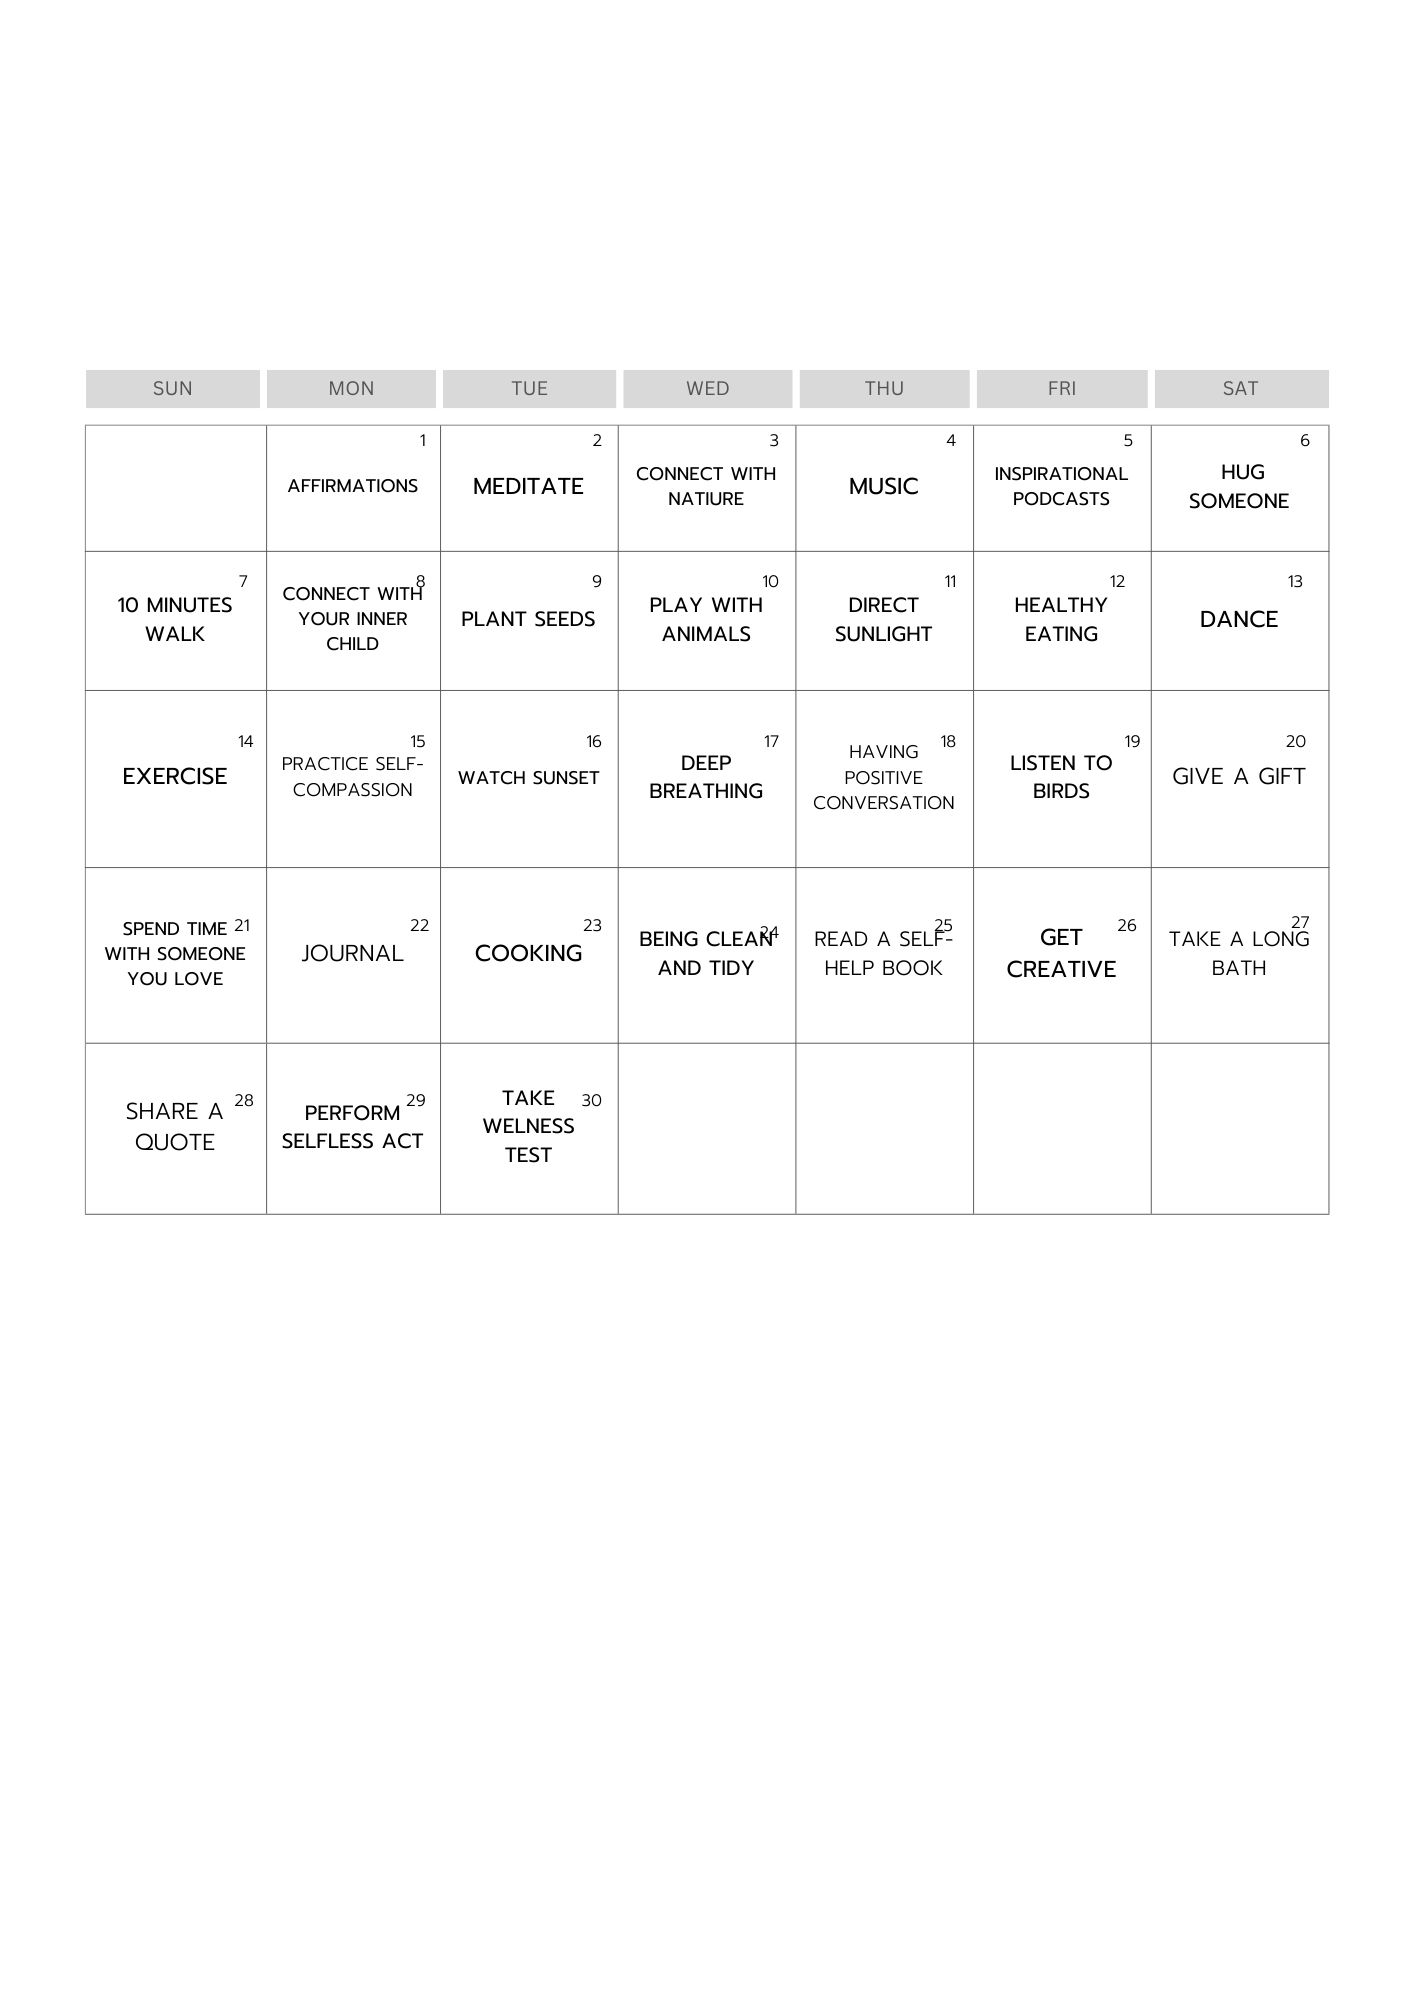 SUN MON TUE WED THU FRI SAT
1 2 3 4 5 6
AFFIRMATIONS
MEDITATE
CONNECT WITH
NATIURE
MUSIC
INSPIRATIONAL
PODCASTS
HUG
SOMEONE
7
10 MINUTES
WALK
8
CONNECT WITH
YOUR INNER
CHILD
9
PLANT SEEDS
10
PLAY WITH
ANIMALS
11
DIRECT
SUNLIGHT
12
HEALTHY
EATING
13
DANCE
14
EXERCISE
15
PRACTICE SELF-
COMPASSION
16
WATCH SUNSET
17
DEEP
BREATHING
18
HAVING
POSITIVE
CONVERSATION
19
LISTEN TO
BIRDS
20
GIVE A GIFT
21
SPEND TIME
WITH SOMEONE
YOU LOVE
22
JOURNAL
23
COOKING
24
BEING CLEAN
AND TIDY
25
READ A SELF-
HELP BOOK
26
GET
CREATIVE
27
TAKE A LONG
BATH
28
SHARE A
QUOTE
29
PERFORM
SELFLESS ACT
30
TAKE
WELNESS
TEST